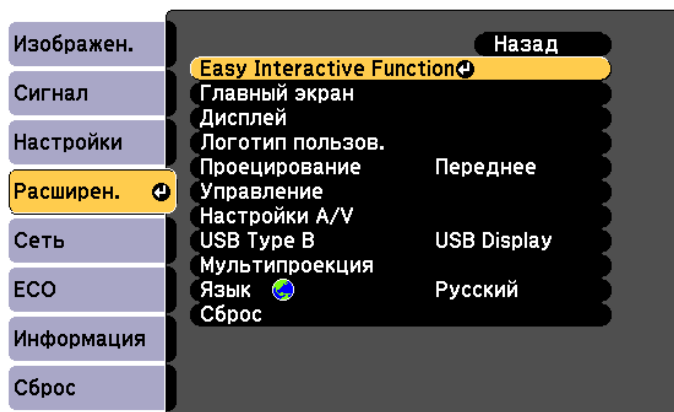 Изображен.
Сигнал
Настройки
Расширен.
Сеть
ECO
Информация
Сброс
Назад
Easy Interactive Function
Главный экран
Дисплей
Логотип пользов.
Проецирование Переднее
Управление
Настройки A/V
USB Type B USB Display
Мультипроекция
Язык Русский
Сброс